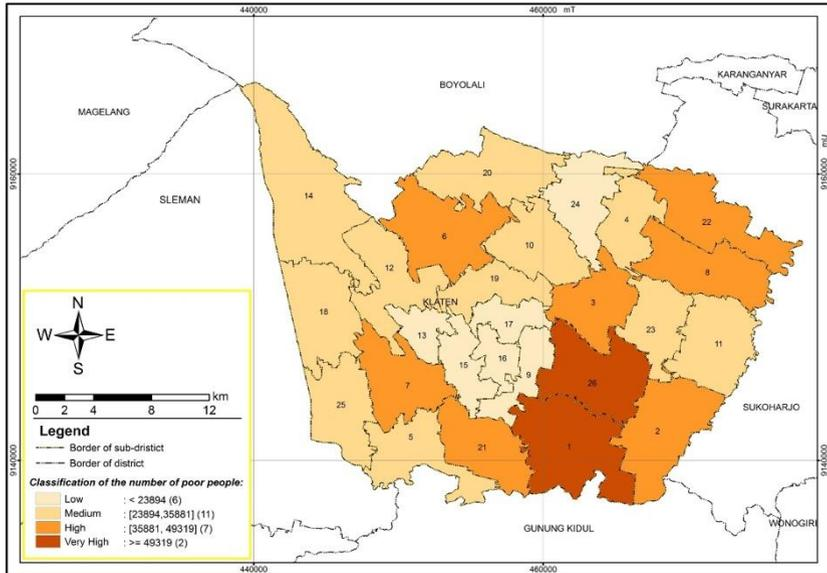 440000
460000 mT
KARANGANYAR
BOYOLALI
SURAKARTA
MAGELANG
mU
9160000
9160000
20
14
SLEMAN
24
4
22
6
10
12
8
19
KLATEN
3
18
17
13
23
11
16
15
9
26
7
25
SUKOHARJO
5
21
1
2
9140000
9140000
GUNUNG KIDUL
WONOGIRI
440000
460000
N
W E
S
km
0 2 4 8 12
Legend
Border of sub-dristict
Border of district
Classification of the number of poor people:
Low : < 23894 (6)
Medium : [23894,35881] (11)
High : [35881, 49319] (7)
Very High : >= 49319 (2)